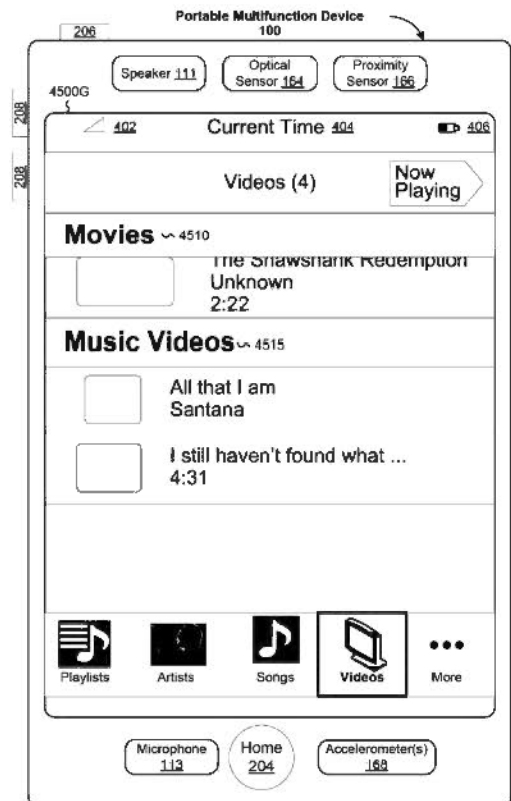 Portable Multifunction Device
100
206
Speaker 111
Optical
Sensor 164
Proximity
Sensor 166
4500G
208
402
Current Time 404
406
208
Videos (4)
Now
Playing
Movies 4510
The Shawshank Redemption
Unknown
2:22
Music Videos 4515
All that I am
Santana
I still haven't found what ...
4:31
Playlists
Artists
Songs
Videos
More
Microphone
113
Home
204
Accelerometer(s)
168